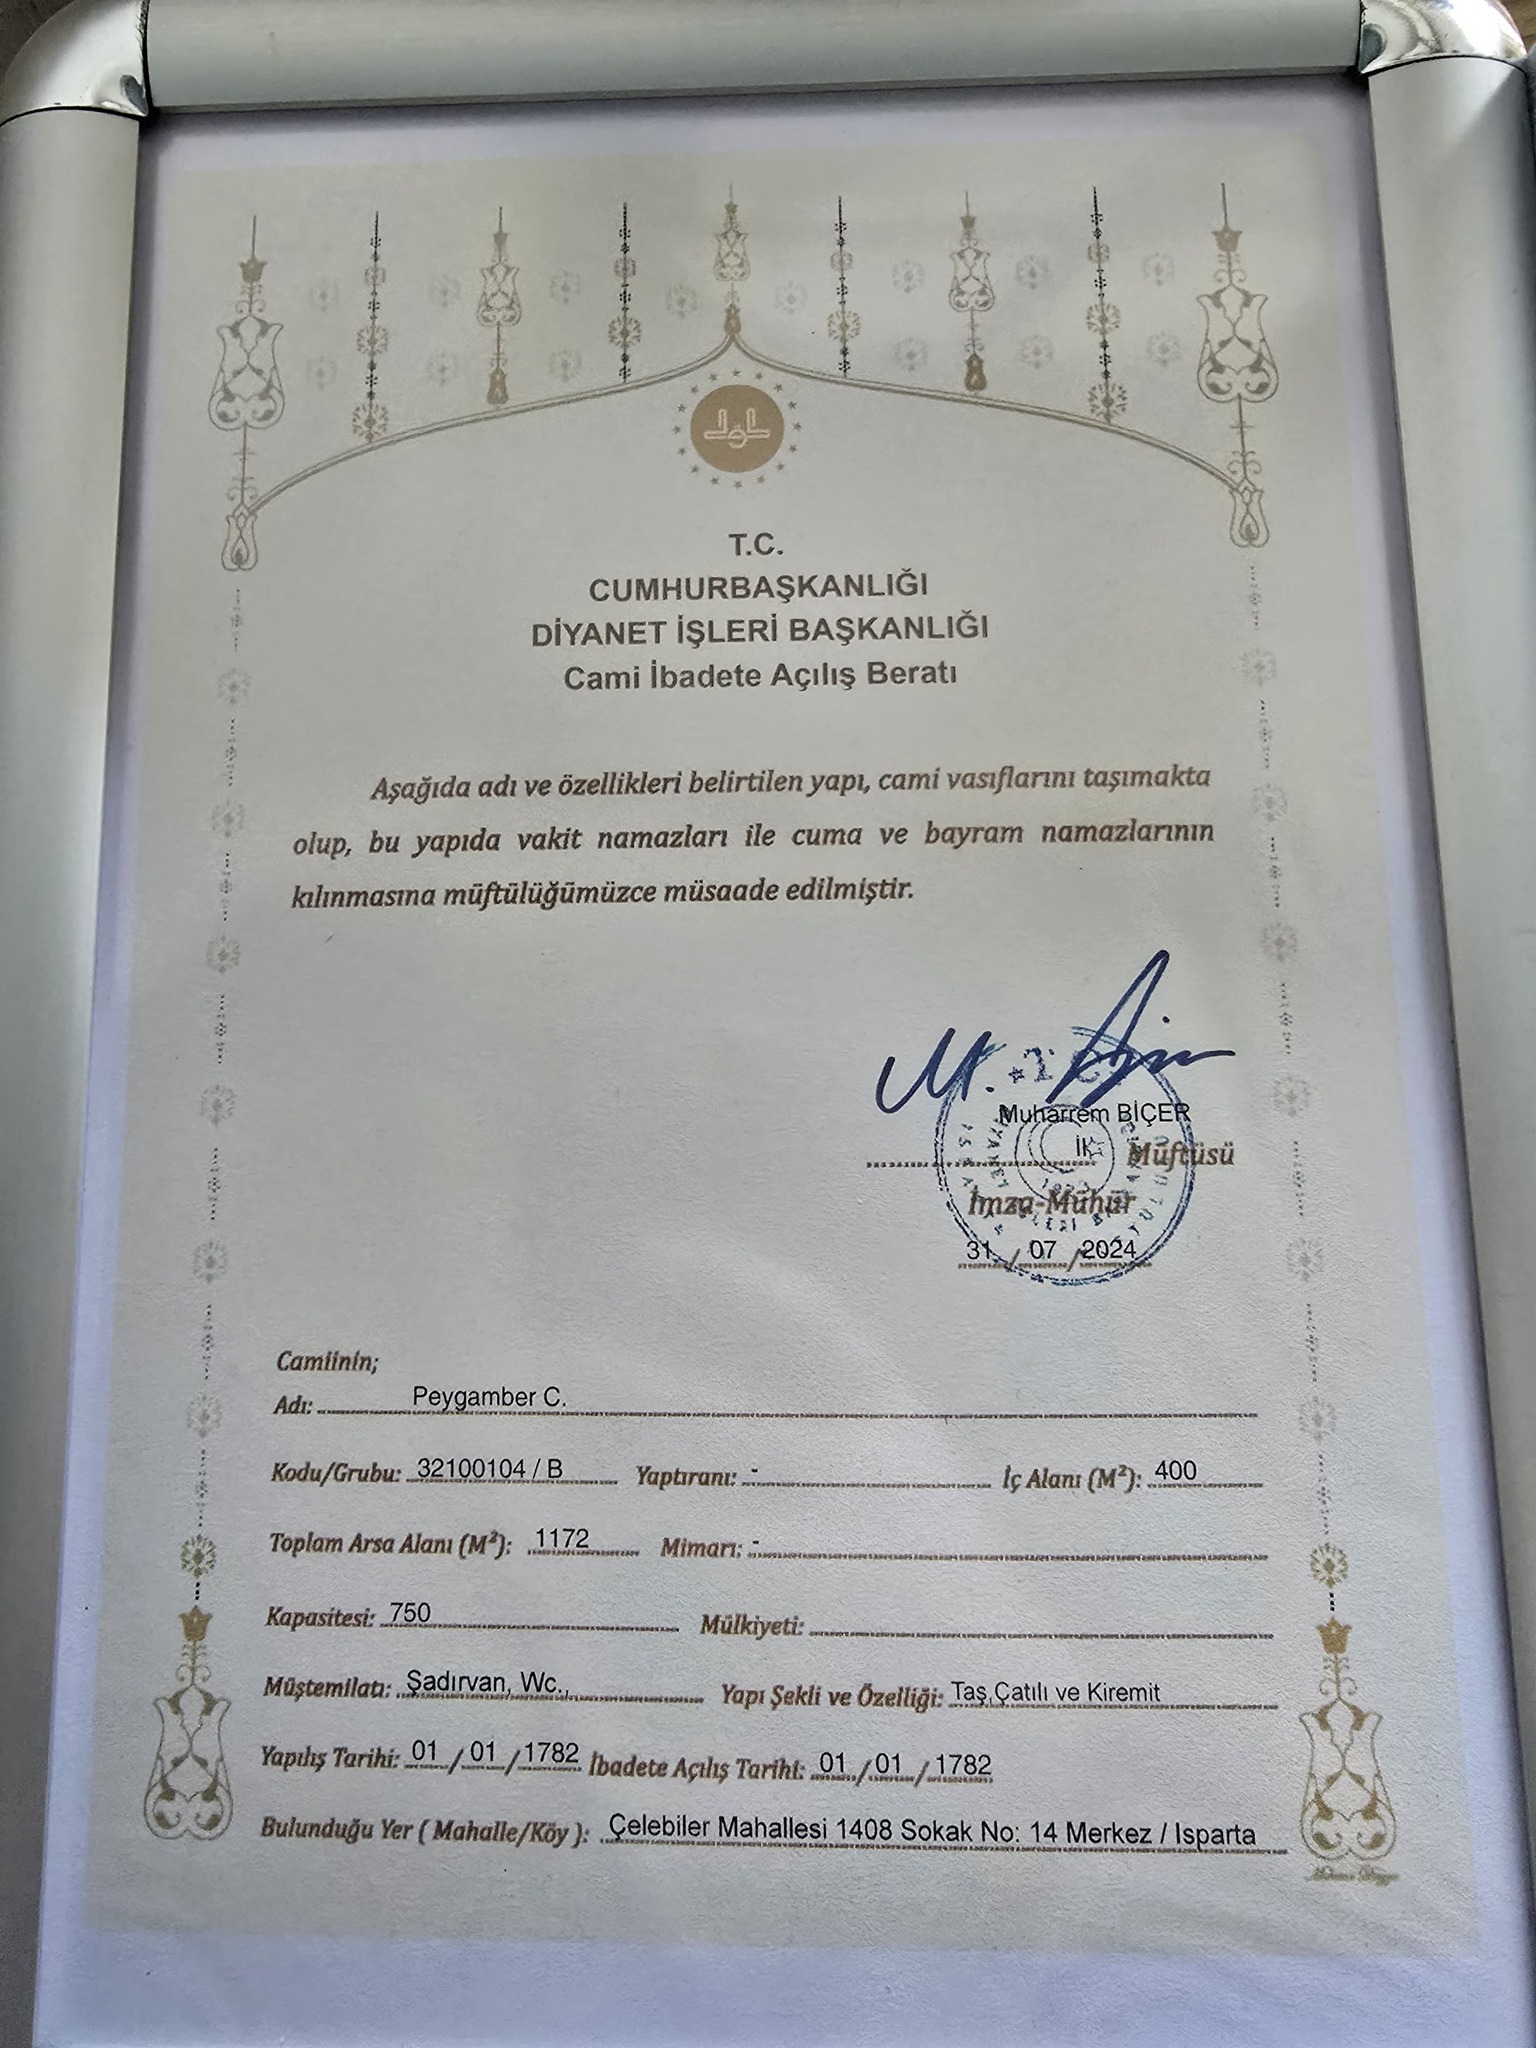 T.C.
CUMHURBAŞKANLIĞI
DİYANET İŞLERİ BAŞKANLIĞI
Cami İbadete Açılış Beratı
Aşağıda adı ve özellikleri belirtilen yapı, cami vasıflarını taşımakta
olup, bu yapıda vakit namazları ile cuma ve bayram namazlarının
kılınmasına müftülüğümüzce müsaade edilmiştir.
Muharrem BİÇER
İl Müftüsü
İmza-Mühür
31 / 07 / 2024
Camiinin;
Adı: Peygamber C.
Kodu/Grubu: 32100104 / B Yaptıranı: - İç Alanı (M²): 400
Toplam Arsa Alanı (M²): 1172 Mimarı: -
Kapasitesi: 750 Mülkiyeti:
Müştemilatı: Şadırvan, Wc., Yapı Şekli ve Özelliği: Taş,Çatılı ve Kiremit
Yapılış Tarihi: 01 / 01 / 1782 İbadete Açılış Tarihi: 01 / 01 / 1782
Bulunduğu Yer ( Mahalle/Köy ): Çelebiler Mahallesi 1408 Sokak No: 14 Merkez / Isparta